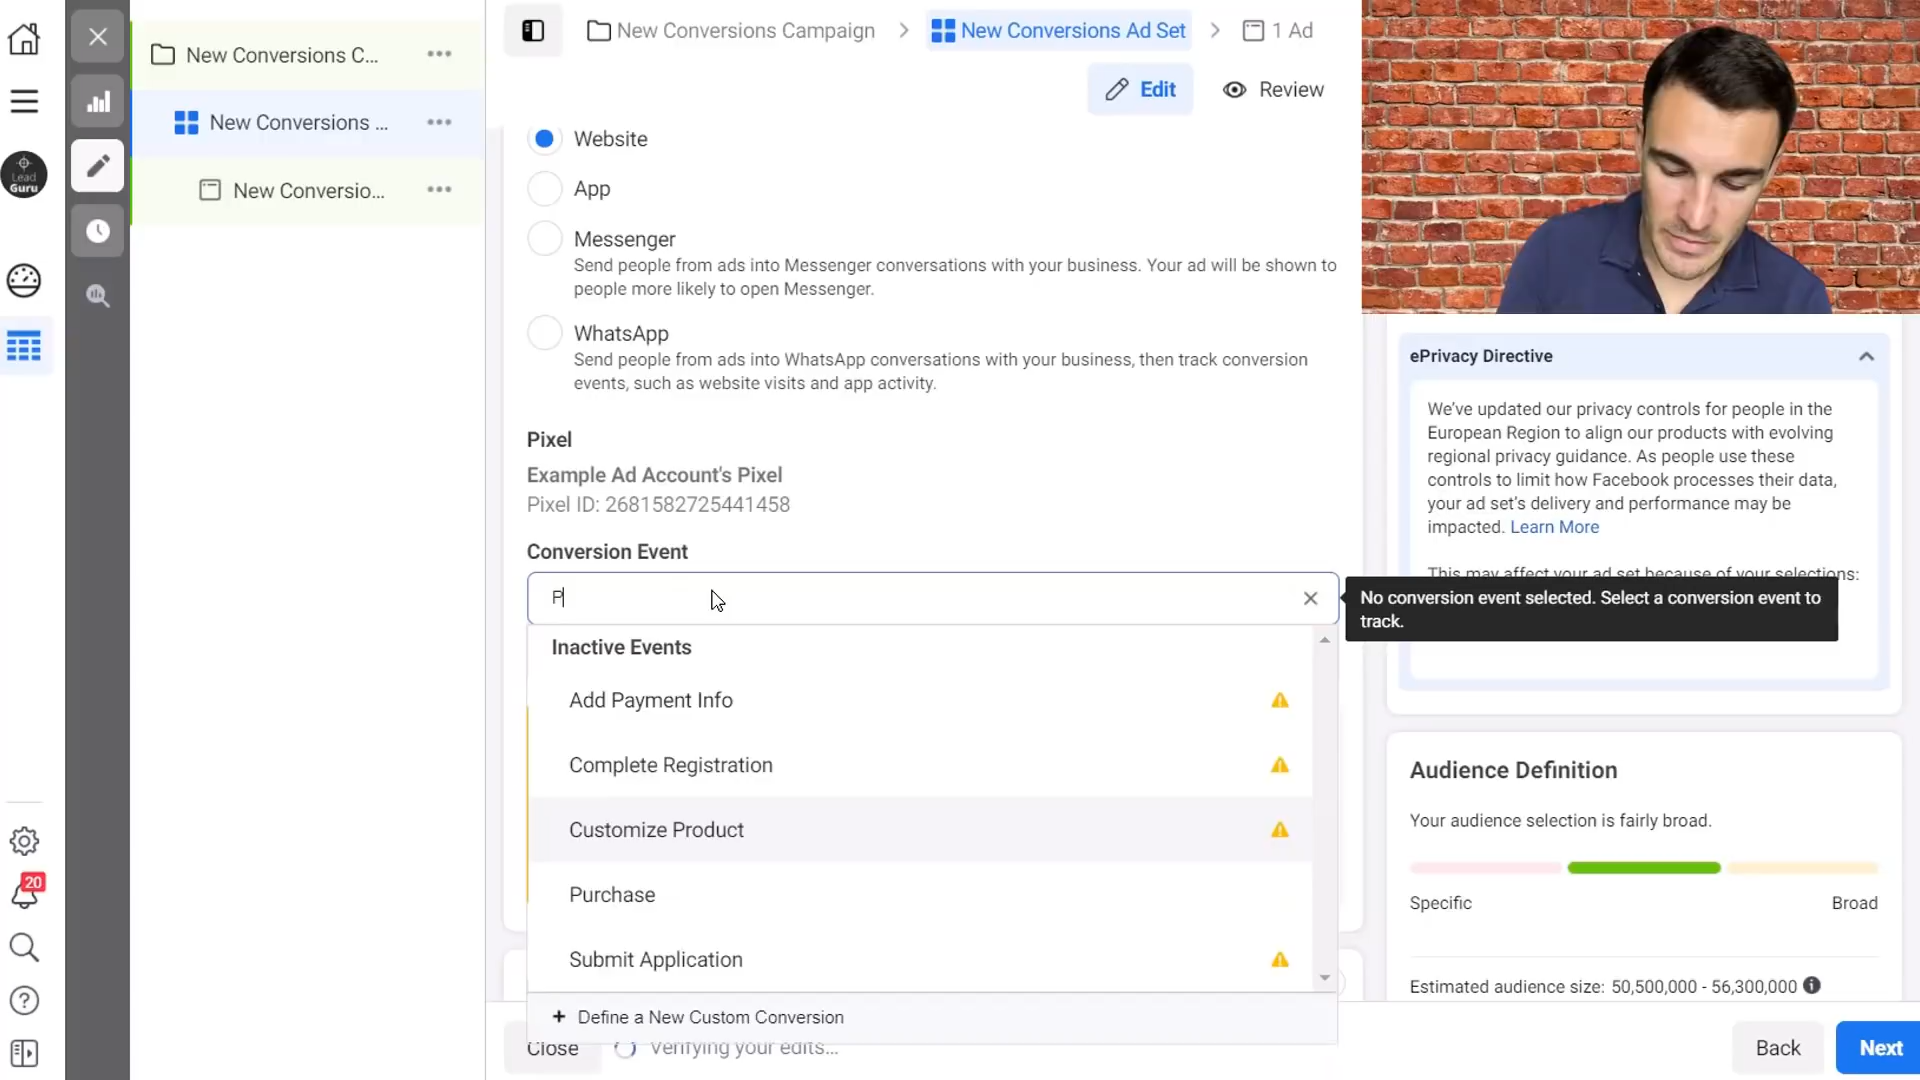 New Conversions Campaign
New Conversions Ad Set
1 Ad
New Conversions C...
Edit
Review
New Conversions ...
Lead
Guru
New Conversio...
Website
App
Messenger
Send people from ads into Messenger conversations with your business. Your ad will be shown to
people more likely to open Messenger.
WhatsApp
Send people from ads into WhatsApp conversations with your business, then track conversion
events, such as website visits and app activity.
Pixel
Example Ad Account's Pixel
Pixel ID: 2681582725441458
Conversion Event
P
No conversion event selected. Select a conversion event to
track.
Inactive Events
Add Payment Info
Complete Registration
Customize Product
Purchase
Submit Application
+ Define a New Custom Conversion
Close
Verifying your edits...
ePrivacy Directive
We've updated our privacy controls for people in the
European Region to align our products with evolving
regional privacy guidance. As people use these
controls to limit how Facebook processes their data,
your ad set's delivery and performance may be
impacted. Learn More
This may affect your ad set because of your selections:
Audience Definition
Your audience selection is fairly broad.
Specific
Broad
Estimated audience size: 50,500,000 - 56,300,000
20
Back
Next